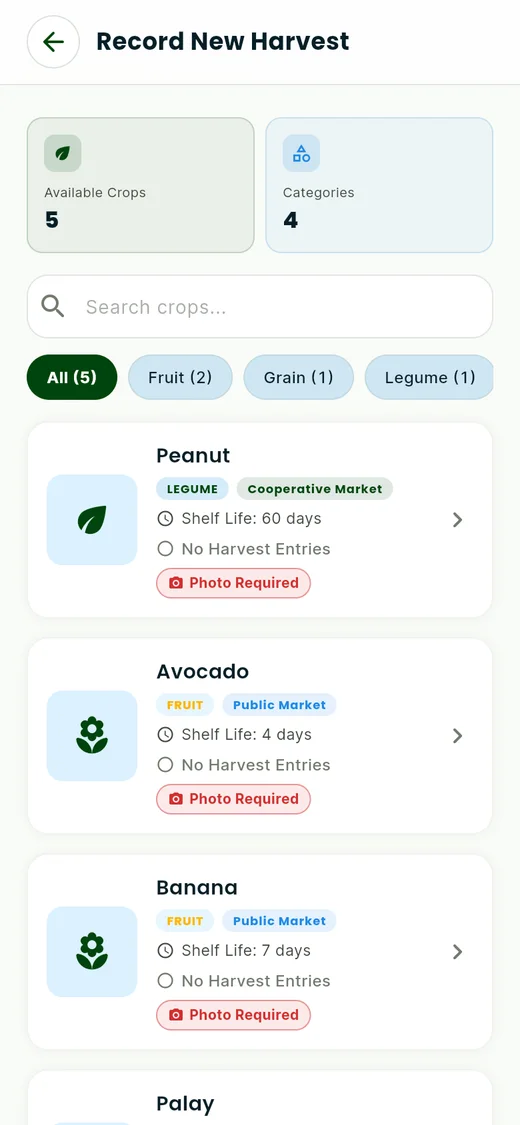 Record New Harvest
Available Crops
5
Categories
4
Search crops...
All (5)
Fruit (2)
Grain (1)
Legume (1)
Peanut
LEGUME
Cooperative Market
Shelf Life: 60 days
No Harvest Entries
Photo Required
Avocado
FRUIT
Public Market
Shelf Life: 4 days
No Harvest Entries
Photo Required
Banana
FRUIT
Public Market
Shelf Life: 7 days
No Harvest Entries
Photo Required
Palay